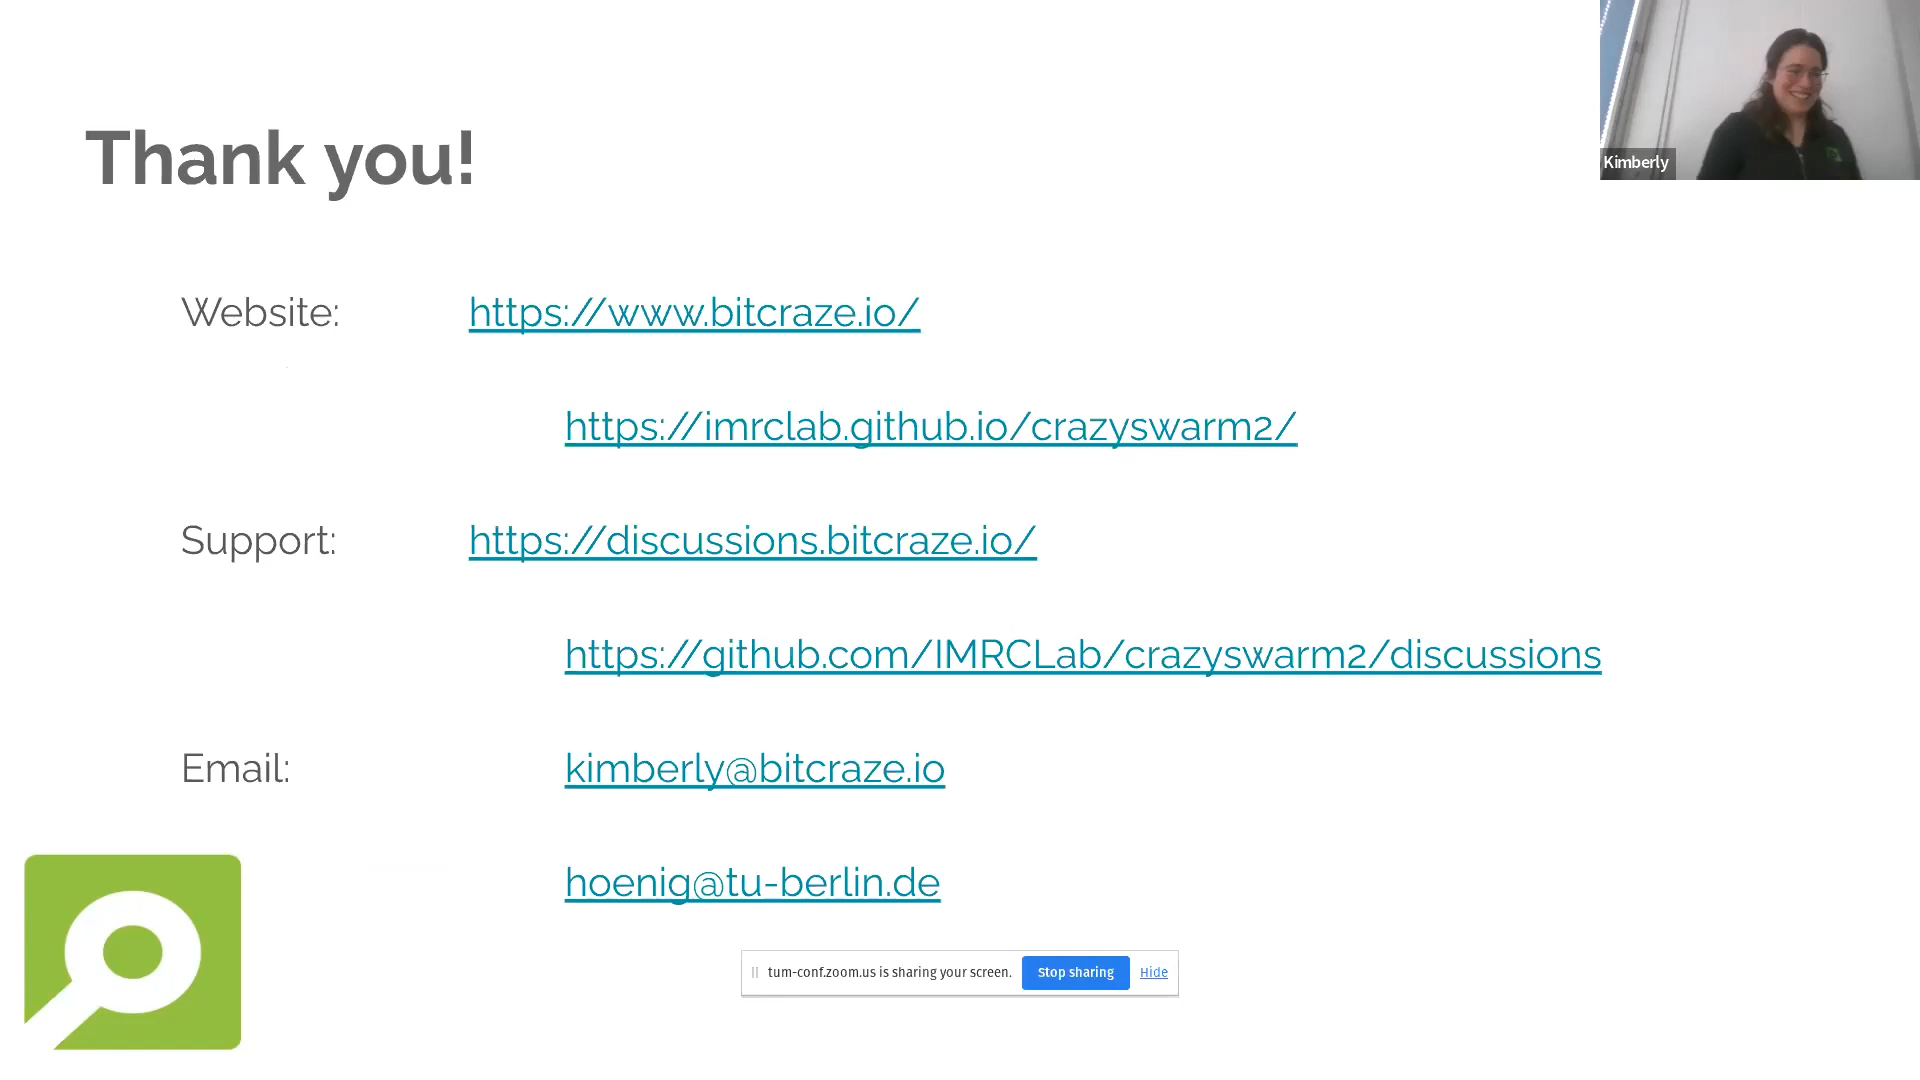 Thank you!
Kimberly
Website: https://www.bitcraze.io/
https://imrclab.github.io/crazyswarm2/
Support: https://discussions.bitcraze.io/
https://github.com/IMRCLab/crazyswarm2/discussions
Email: kimberly@bitcraze.io
hoenig@tu-berlin.de
tum-conf.zoom.us is sharing your screen. Stop sharing Hide